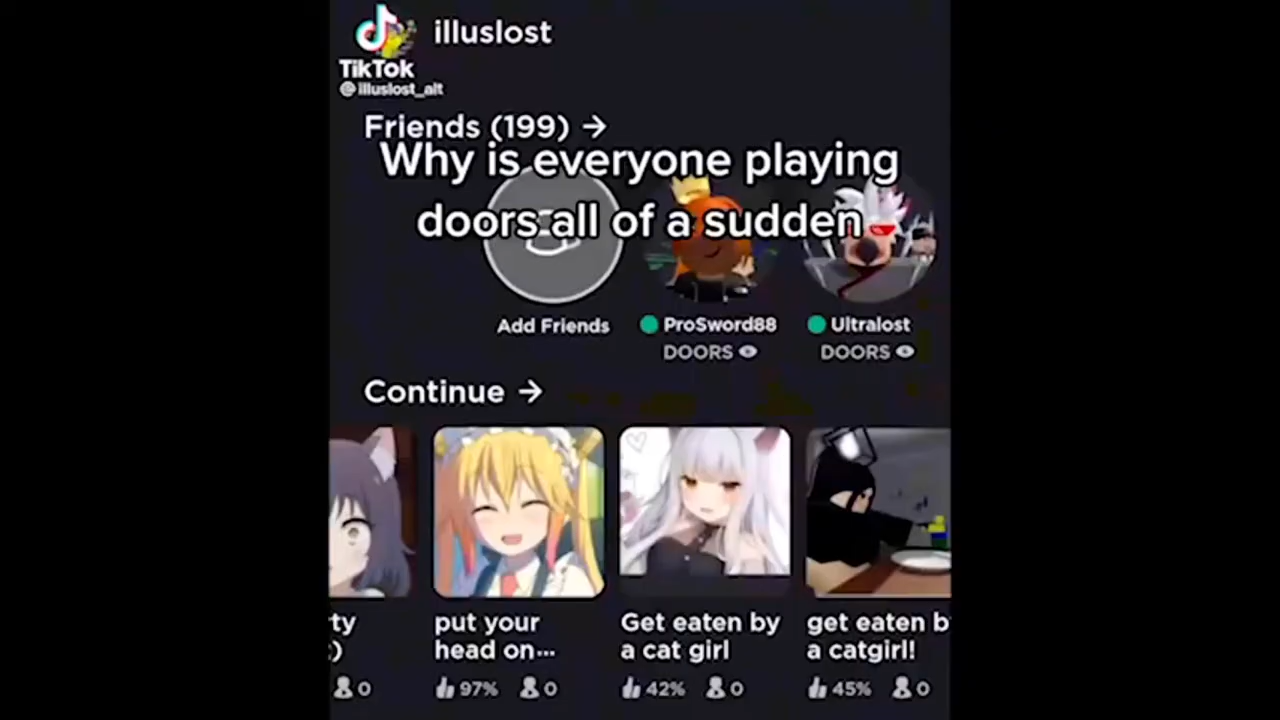 illuslost
TikTok
@illuslost_alt
Friends (199) →
Why is everyone playing
doors all of a sudden
Add Friends
ProSword88
Ultralost
DOORS
DOORS
Continue →
put your
head on...
97% 0
Get eaten by
a cat girl
42% 0
get eaten b
a catgirl!
45% 0
ty
)
0